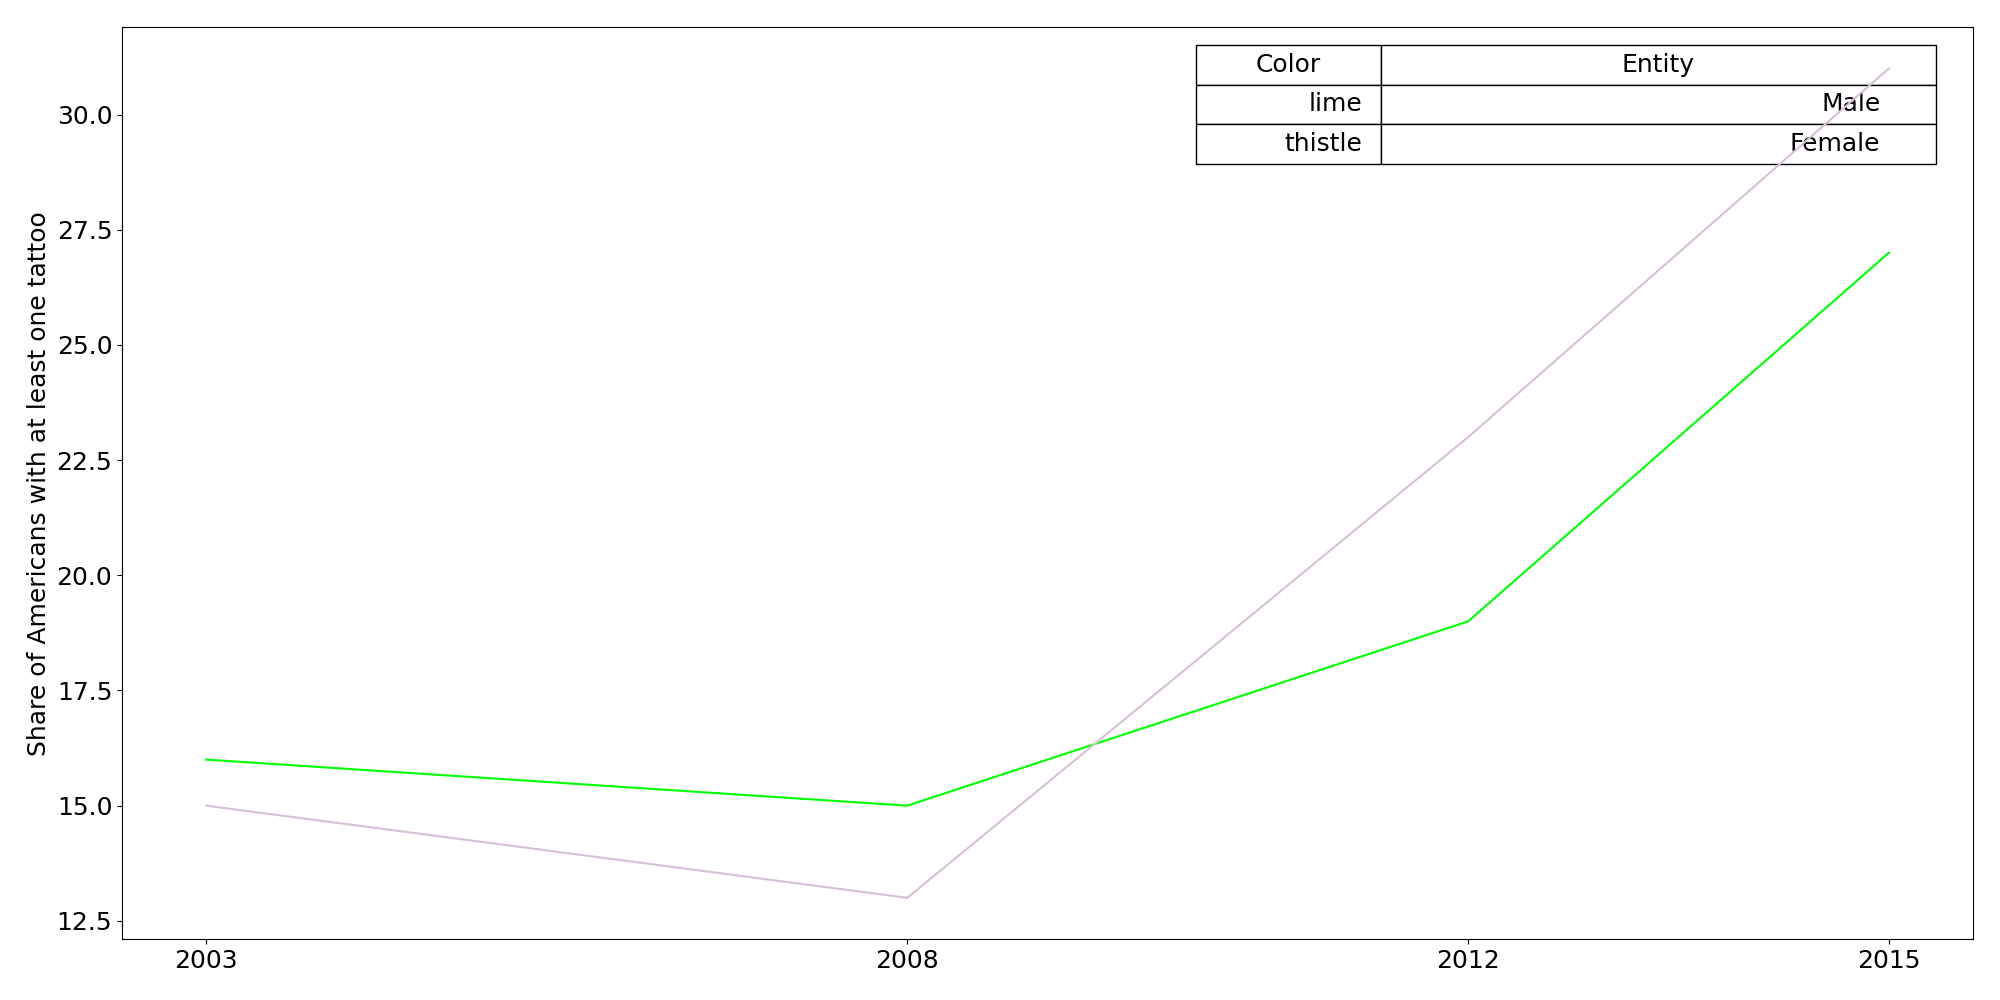 Color Entity
lime Male
thistle Female
Share of Americans with at least one tattoo
30.0
27.5
25.0
22.5
20.0
17.5
15.0
12.5
2003 2008 2012 2015